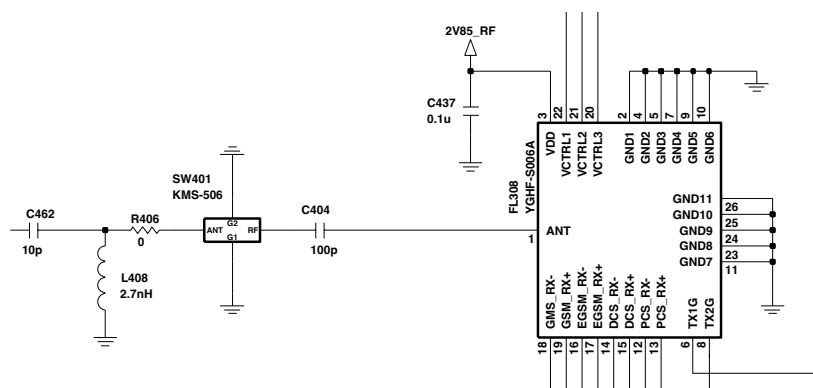 2V85_RF
C437
0.1u
3
22
21
20
2
4
5
7
9
10
VDD
VCTRL1
VCTRL2
VCTRL3
GND1
GND2
GND3
GND4
GND5
GND6
FL308
YGHF-S006A
SW401
KMS-506
C462
10p
R406
0
ANT
G2
G1
RF
C404
100p
1
ANT
L408
2.7nH
GND11
26
GND10
25
GND9
24
GND8
23
GND7
11
GMS_RX-
GSM_RX+
EGSM_RX-
EGSM_RX+
DCS_RX-
DCS_RX+
PCS_RX-
PCS_RX+
TX1G
TX2G
18
19
16
17
14
15
12
13
6
8